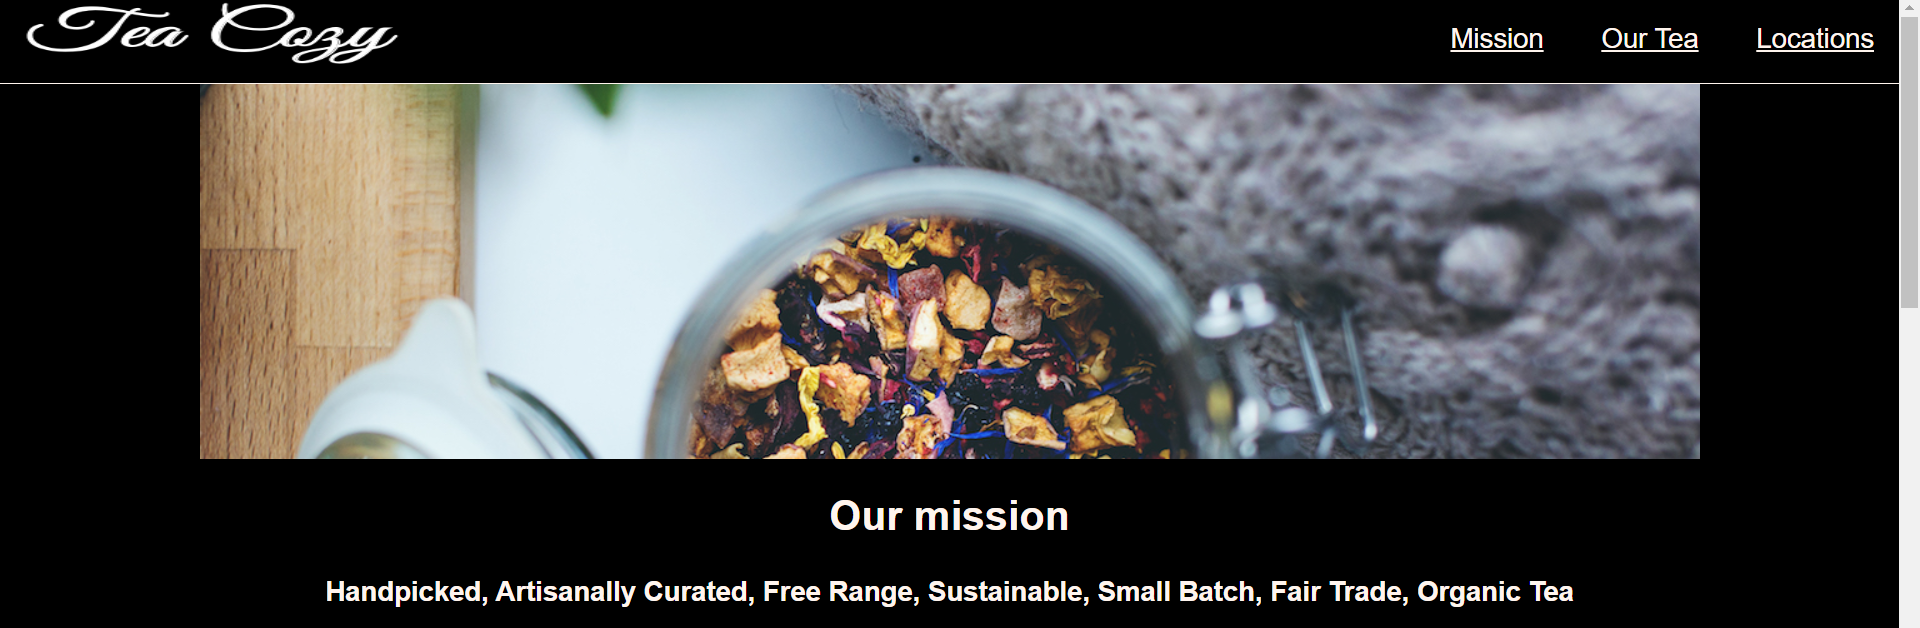 Tea Cozy
Mission Our Tea Locations
Our mission
Handpicked, Artisanally Curated, Free Range, Sustainable, Small Batch, Fair Trade, Organic Tea